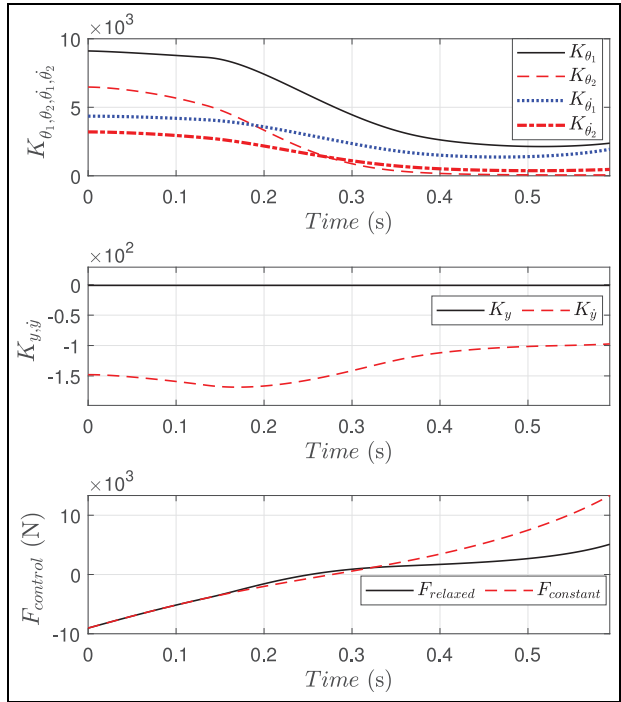 ×10³
10
5
0
K_{θ₁,θ₂,θ̇₁,θ̇₂}
K_{θ₁}
K_{θ₂}
K_{θ̇₁}
K_{θ̇₂}
0 0.1 0.2 0.3 0.4 0.5
Time (s)
×10²
0
-0.5
-1
-1.5
K_{y,ẏ}
K_y K_ẏ
0 0.1 0.2 0.3 0.4 0.5
Time (s)
×10³
10
0
-10
F_{control} (N)
F_{relaxed} F_{constant}
0 0.1 0.2 0.3 0.4 0.5
Time (s)